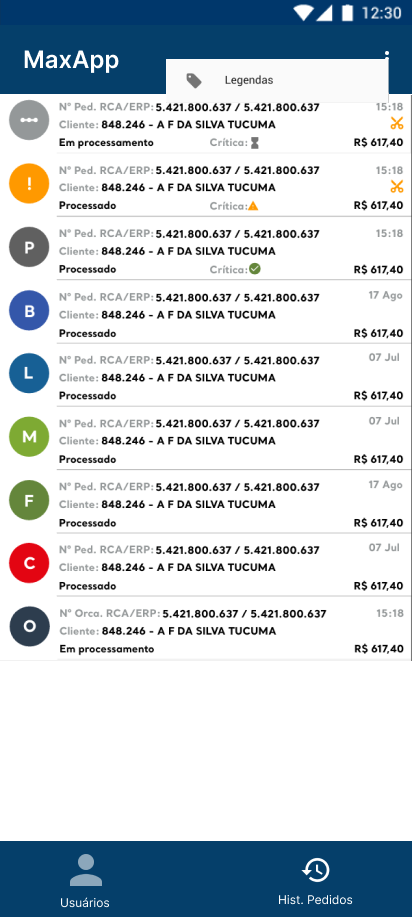 12:30
MaxApp
Legendas
Nº Ped. RCA/ERP: 5.421.800.637 / 5.421.800.637 15:18
Cliente: 848.246 - A F DA SILVA TUCUMA
Em processamento Crítica: R$ 617,40
! Nº Ped. RCA/ERP: 5.421.800.637 / 5.421.800.637 15:18
Cliente: 848.246 - A F DA SILVA TUCUMA
Processado Crítica: R$ 617,40
P Nº Ped. RCA/ERP: 5.421.800.637 / 5.421.800.637 15:18
Cliente: 848.246 - A F DA SILVA TUCUMA
Processado Crítica: R$ 617,40
B Nº Ped. RCA/ERP: 5.421.800.637 / 5.421.800.637 17 Ago
Cliente: 848.246 - A F DA SILVA TUCUMA
Processado R$ 617,40
L Nº Ped. RCA/ERP: 5.421.800.637 / 5.421.800.637 07 Jul
Cliente: 848.246 - A F DA SILVA TUCUMA
Processado R$ 617,40
M Nº Ped. RCA/ERP: 5.421.800.637 / 5.421.800.637 07 Jul
Cliente: 848.246 - A F DA SILVA TUCUMA
Processado R$ 617,40
F Nº Ped. RCA/ERP: 5.421.800.637 / 5.421.800.637 17 Ago
Cliente: 848.246 - A F DA SILVA TUCUMA
Processado R$ 617,40
C Nº Ped. RCA/ERP: 5.421.800.637 / 5.421.800.637 07 Jul
Cliente: 848.246 - A F DA SILVA TUCUMA
Processado R$ 617,40
O Nº Orca. RCA/ERP: 5.421.800.637 / 5.421.800.637 15:18
Cliente: 848.246 - A F DA SILVA TUCUMA
Em processamento R$ 617,40
Usuários Hist. Pedidos